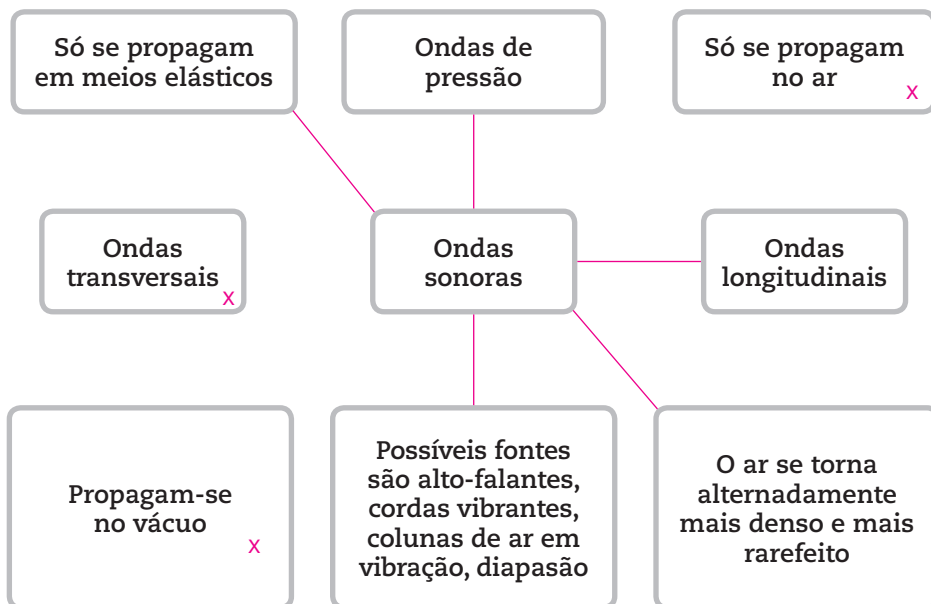 Só se propagam
em meios elásticos
Ondas de
pressão
Só se propagam
no ar
X
Ondas
transversais
X
Ondas
sonoras
Ondas
longitudinais
Propagam-se
no vácuo
X
Possíveis fontes
são alto-falantes,
cordas vibrantes,
colunas de ar em
vibração, diapasão
O ar se torna
alternadamente
mais denso e mais
rarefeito